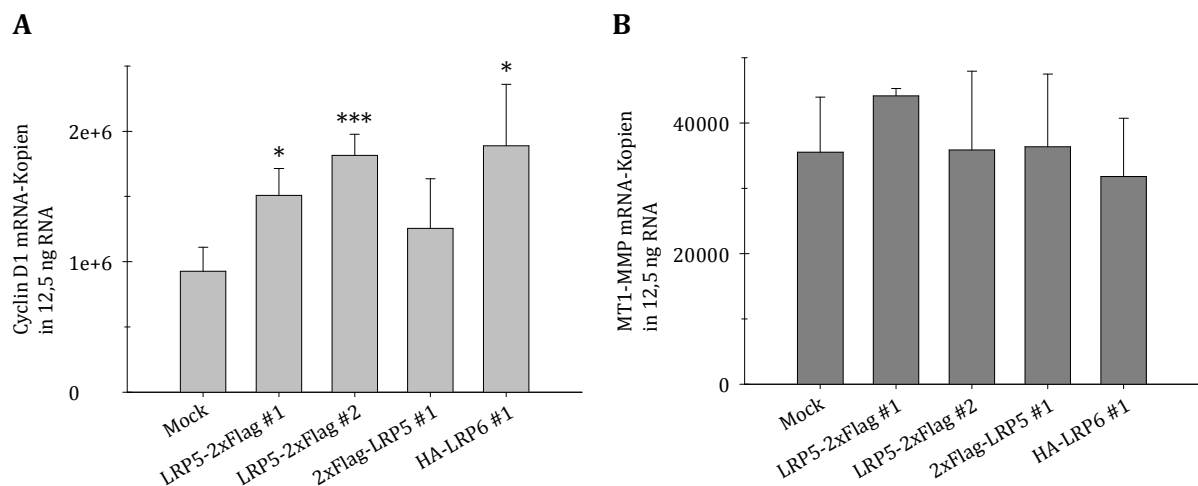 A
Cyclin D1 mRNA-Kopien
in 12,5 ng RNA
2e+6
1e+6
0
*
***
*
Mock
LRP5-2xFlag #1
LRP5-2xFlag #2
2xFlag-LRP5 #1
HA-LRP6 #1
B
MT1-MMP mRNA-Kopien
in 12,5 ng RNA
40000
20000
0
Mock
LRP5-2xFlag #1
LRP5-2xFlag #2
2xFlag-LRP5 #1
HA-LRP6 #1